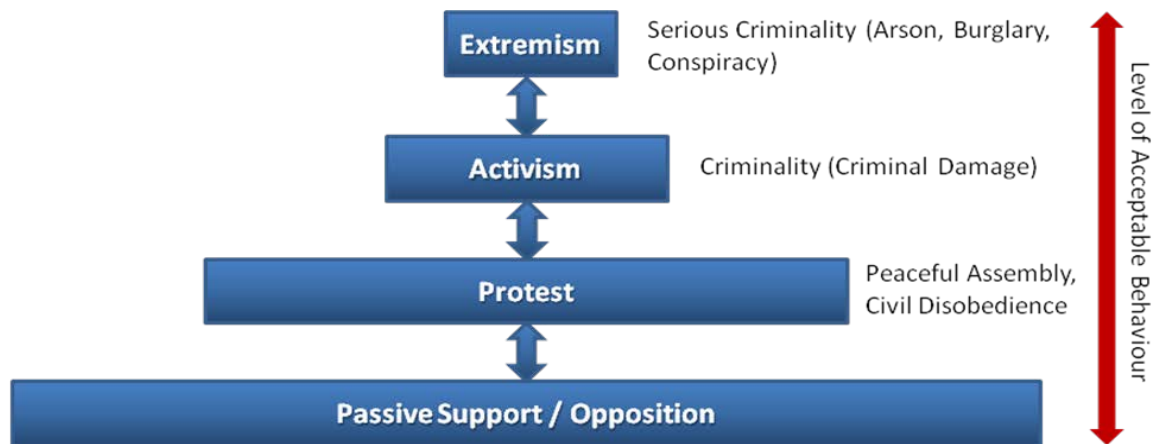 Extremism
Serious Criminality (Arson, Burglary,
Conspiracy)
Activism
Criminality (Criminal Damage)
Protest
Peaceful Assembly,
Civil Disobedience
Passive Support / Opposition
Level of Acceptable Behaviour